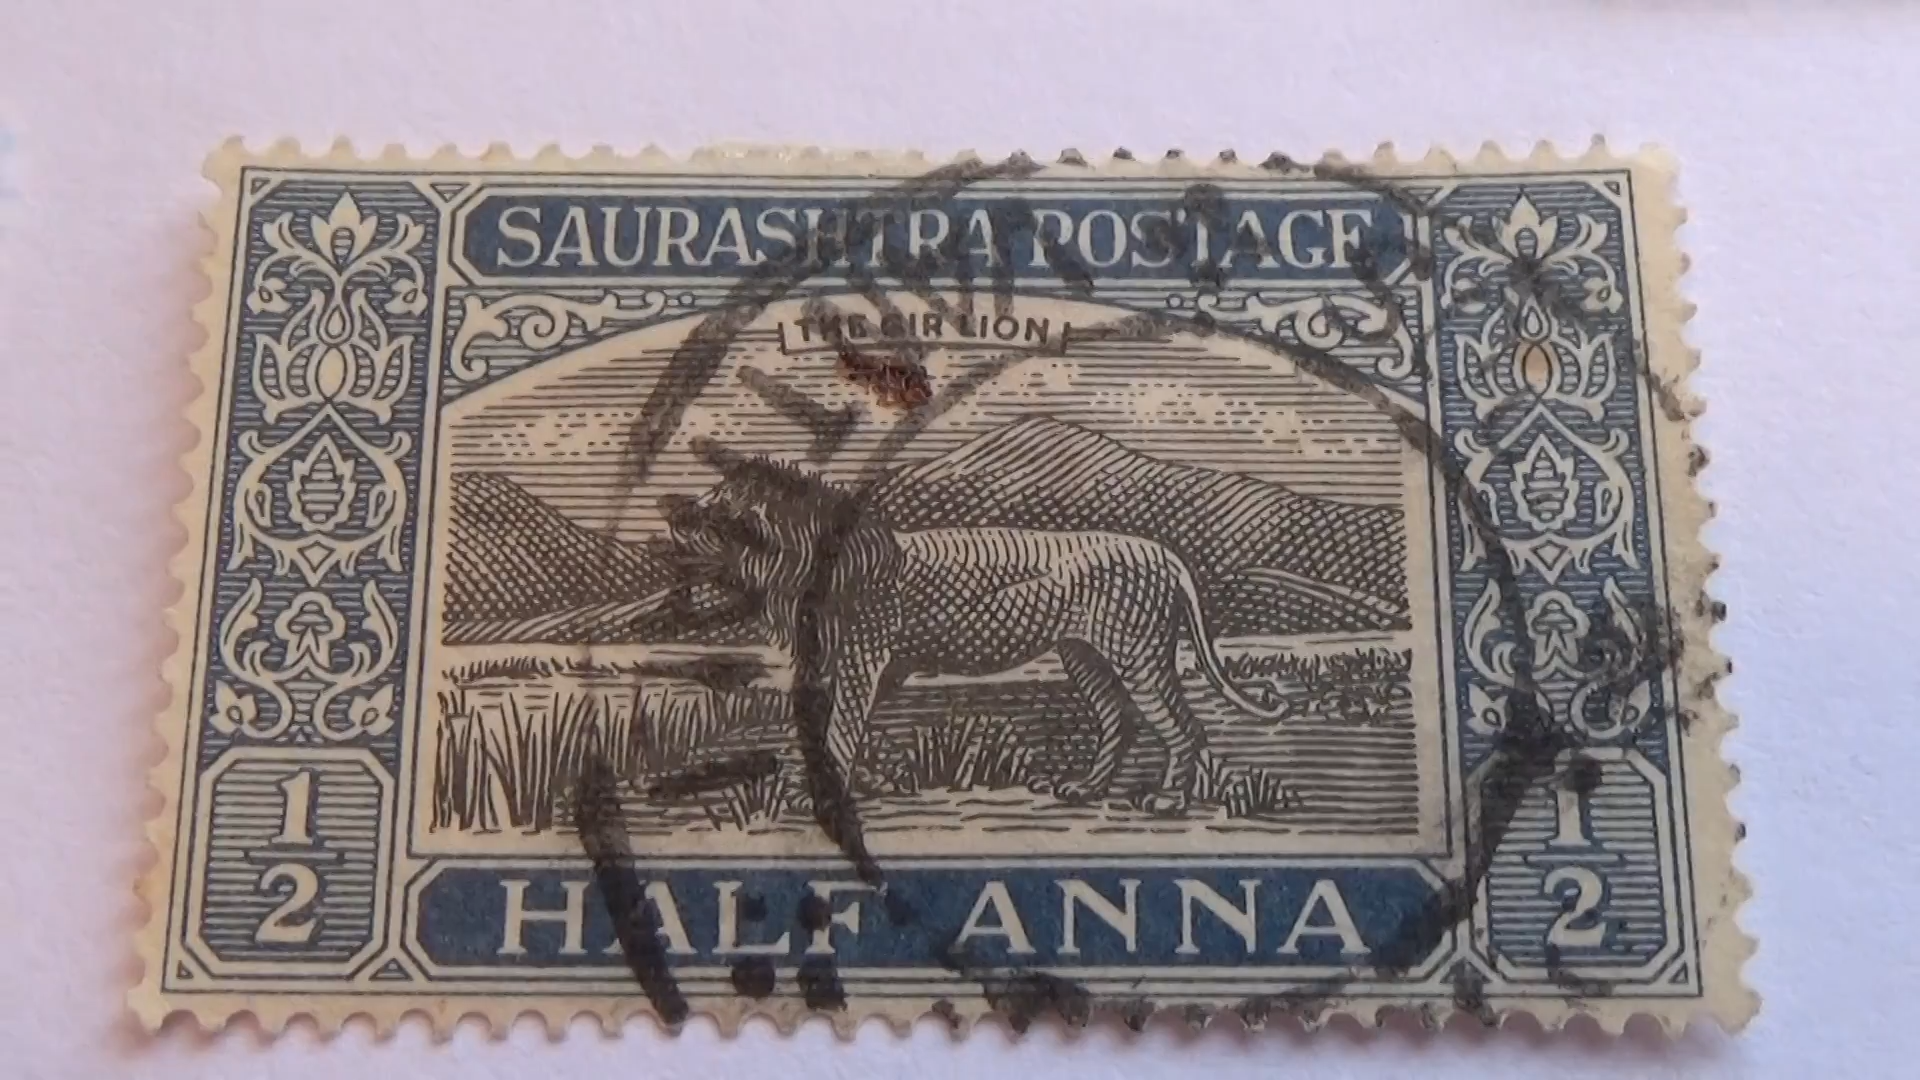 SAURASHTRA POSTAGE
THE GIR LION
1/2
1/2
HALF ANNA